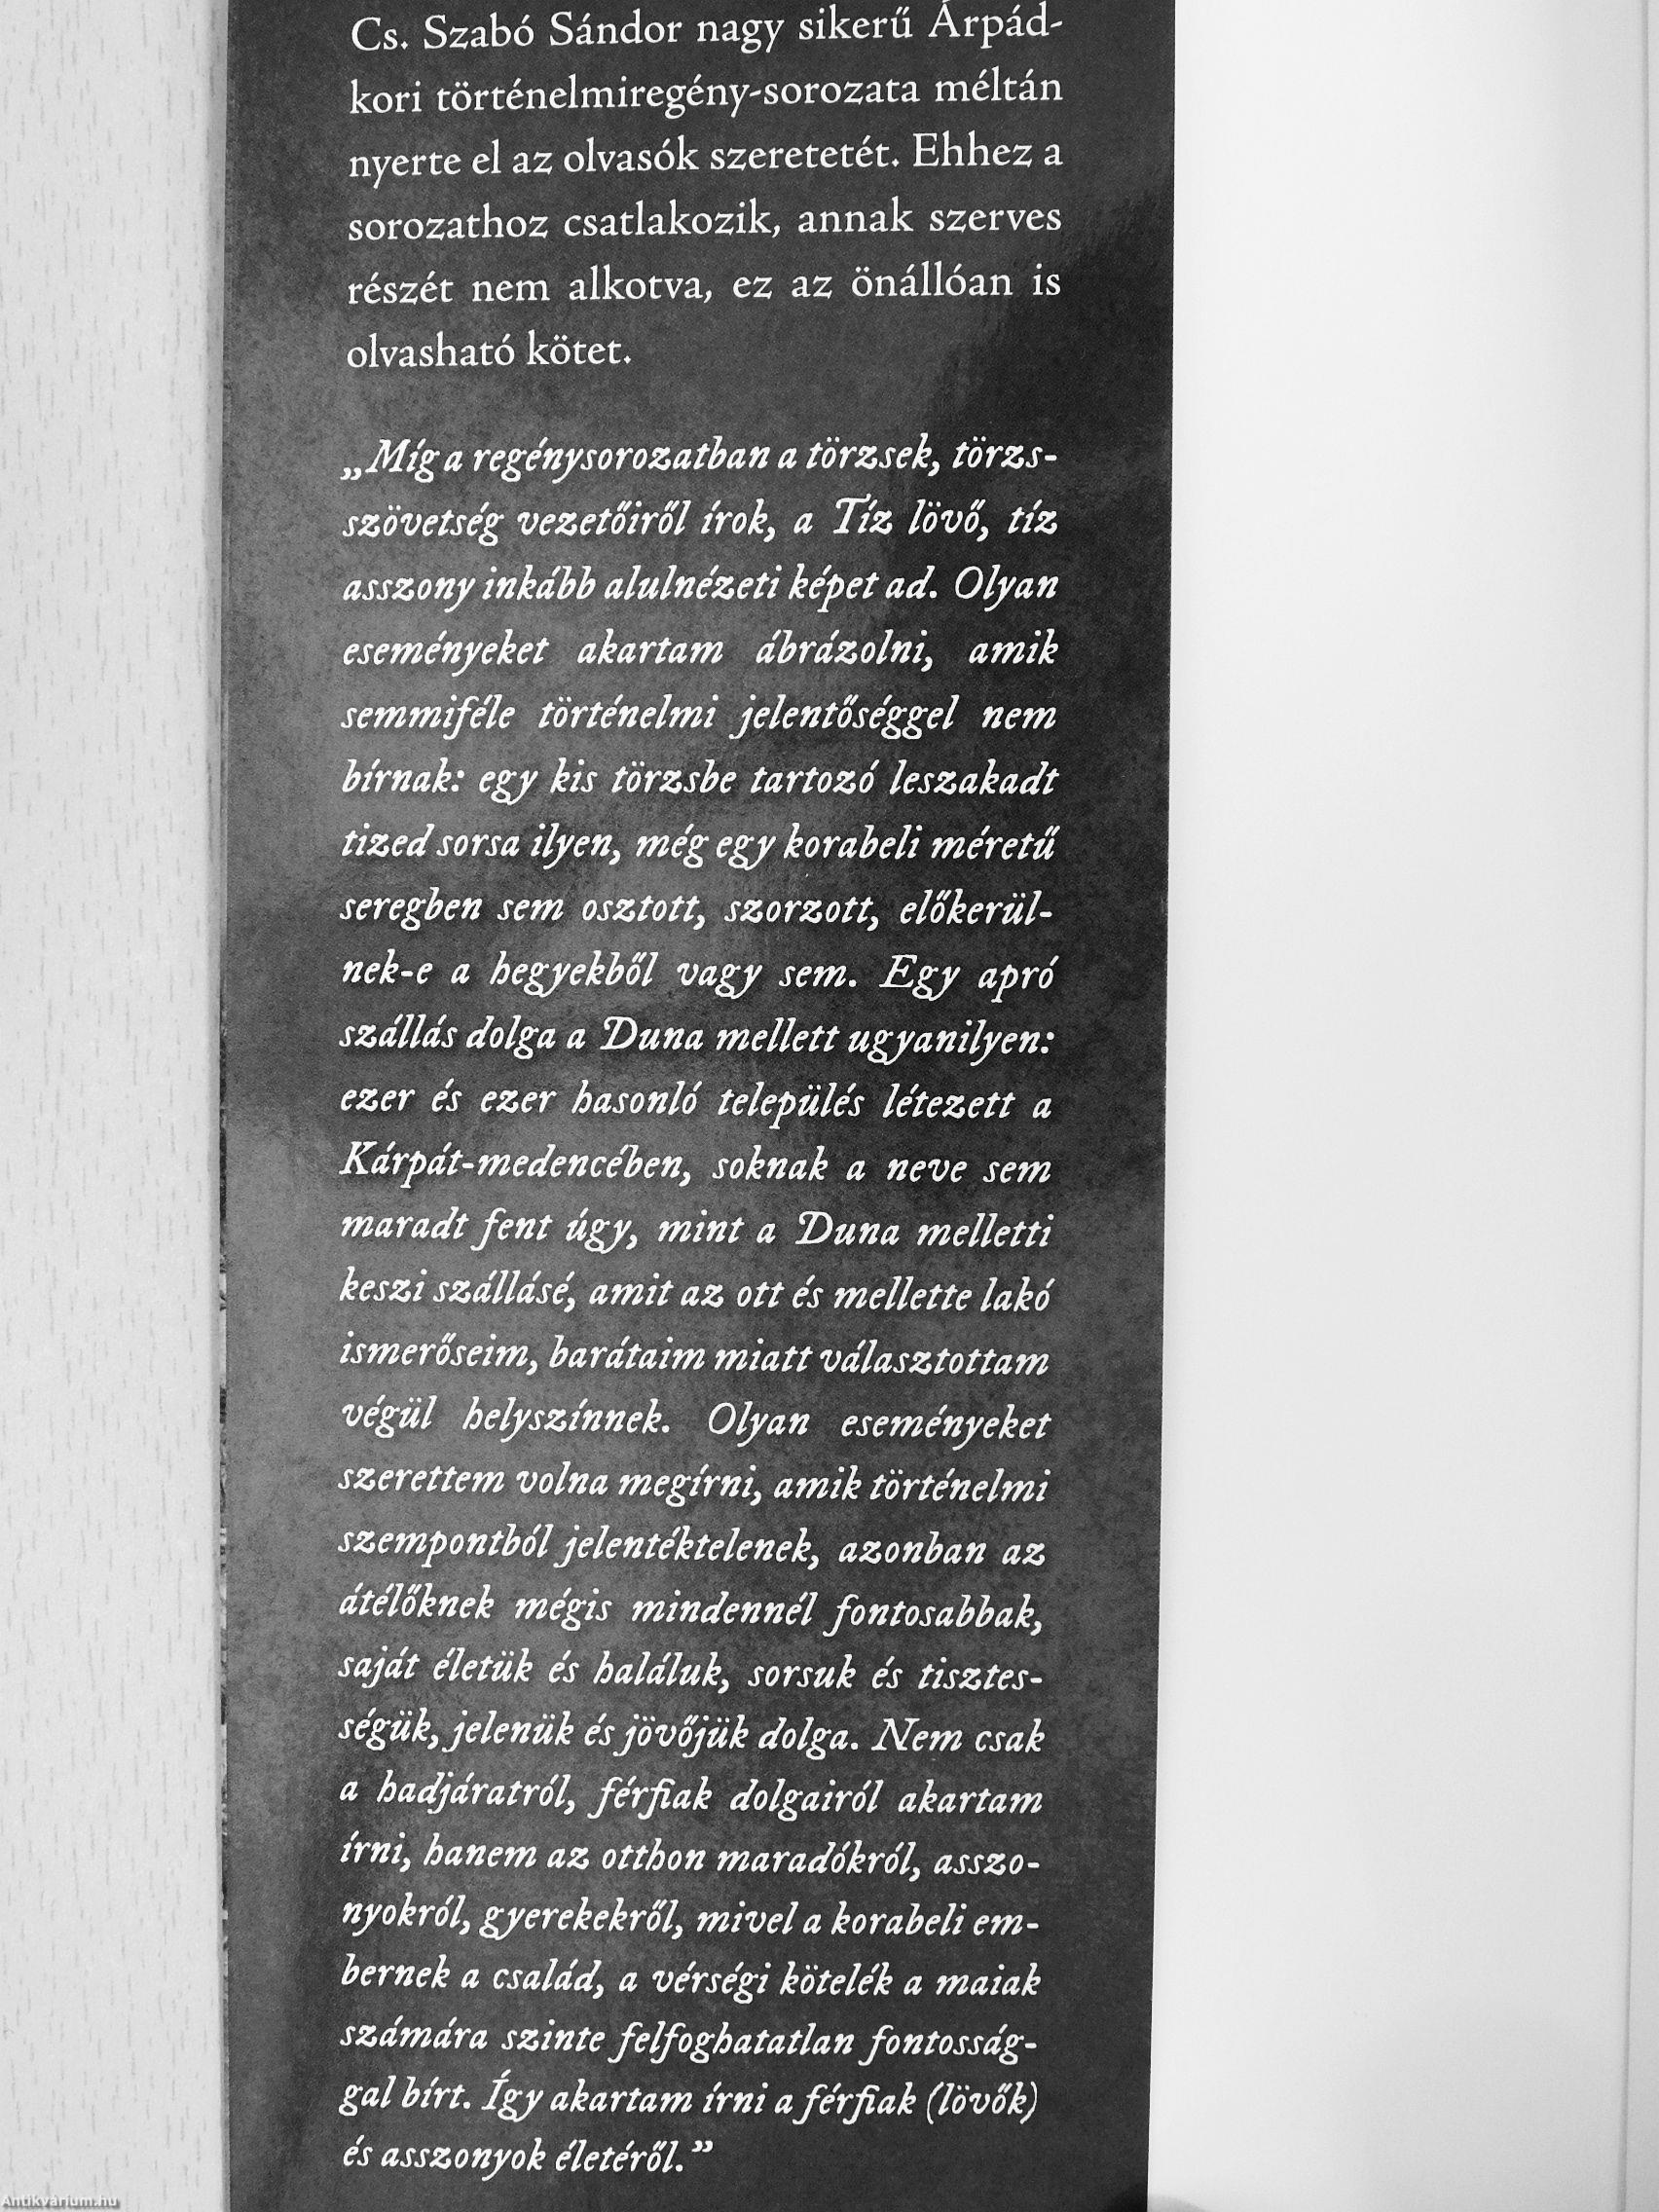 Cs. Szabó Sándor nagy sikerű Árpád-
kori történelmiregény-sorozata méltán
nyerte el az olvasók szeretetét. Ehhez a
sorozathoz csatlakozik, annak szerves
részét nem alkotva, ez az önállóan is
olvasható kötet.
„Míg a regénysorozatban a törzsek, törzs-
szövetség vezetőiről írok, a Tíz lövő, tíz
asszony inkább alulnézeti képet ad. Olyan
eseményeket akartam ábrázolni, amik
semmiféle történelmi jelentőséggel nem
bírnak: egy kis törzsbe tartozó leszakadt
tized sorsa ilyen, még egy korabeli méretű
seregben sem osztott, szorzott, előkerül-
nek-e a hegyekből vagy sem. Egy apró
szállás dolga a Duna mellett ugyanilyen:
ezer és ezer hasonló település létezett a
Kárpát-medencében, soknak a neve sem
maradt fent úgy, mint a Duna melletti
keszi szállásé, amit az ott és mellette lakó
ismerőseim, barátaim miatt választottam
végül helyszínnek. Olyan eseményeket
szerettem volna megírni, amik történelmi
szempontból jelentéktelenek, azonban az
átélőknek mégis mindennél fontosabbak,
saját életük és haláluk, sorsuk és tisztes-
ségük, jelenük és jövőjük dolga. Nem csak
a hadjáratról, férfiak dolgairól akartam
írni, hanem az otthon maradókról, asszo-
nyokról, gyerekekről, mivel a korabeli em-
bernek a család, a vérségi kötelék a maiak
számára szinte felfoghatatlan fontosság-
gal bírt. Így akartam írni a férfiak (lövők)
és asszonyok életéről.”
Antikvárium.hu